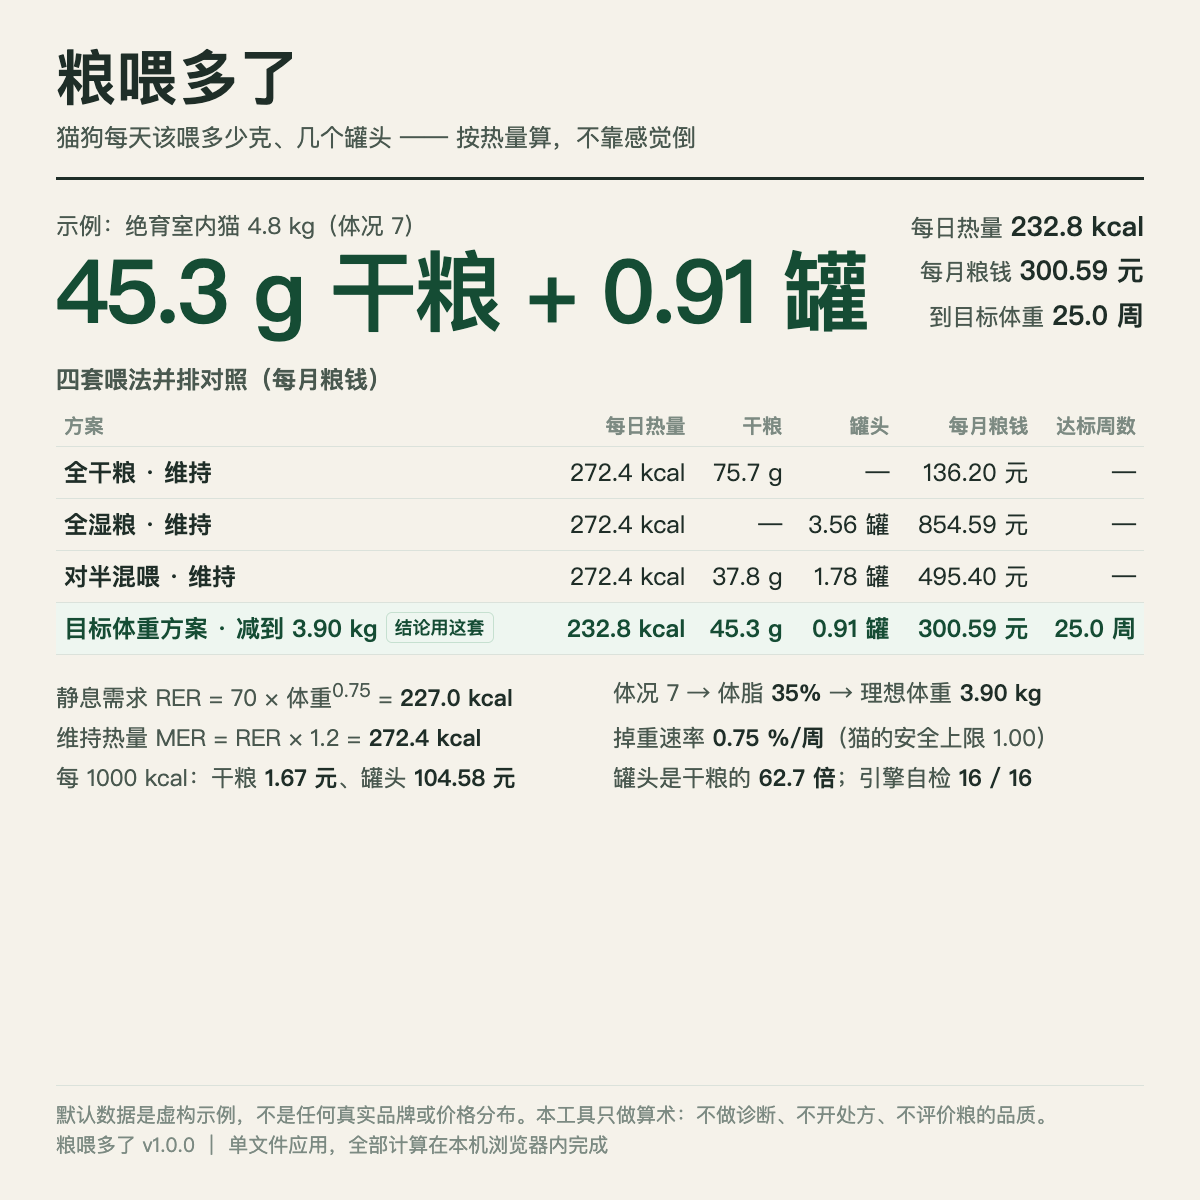 粮喂多了
猫狗每天该喂多少克、几个罐头 —— 按热量算，不靠感觉倒
示例：绝育室内猫 4.8 kg（体况 7）
45.3 g 干粮 + 0.91 罐
每日热量 232.8 kcal
每月粮钱 300.59 元
到目标体重 25.0 周
四套喂法并排对照（每月粮钱）
方案 每日热量 干粮 罐头 每月粮钱 达标周数
全干粮 · 维持 272.4 kcal 75.7 g — 136.20 元 —
全湿粮 · 维持 272.4 kcal — 3.56 罐 854.59 元 —
对半混喂 · 维持 272.4 kcal 37.8 g 1.78 罐 495.40 元 —
目标体重方案 · 减到 3.90 kg 结论用这套 232.8 kcal 45.3 g 0.91 罐 300.59 元 25.0 周
静息需求 RER = 70 × 体重^0.75 = 227.0 kcal
维持热量 MER = RER × 1.2 = 272.4 kcal
每 1000 kcal：干粮 1.67 元、罐头 104.58 元
体况 7 → 体脂 35% → 理想体重 3.90 kg
掉重速率 0.75 %/周（猫的安全上限 1.00）
罐头是干粮的 62.7 倍；引擎自检 16 / 16
默认数据是虚构示例，不是任何真实品牌或价格分布。本工具只做算术：不做诊断、不开处方、不评价粮的品质。
粮喂多了 v1.0.0 ｜ 单文件应用，全部计算在本机浏览器内完成